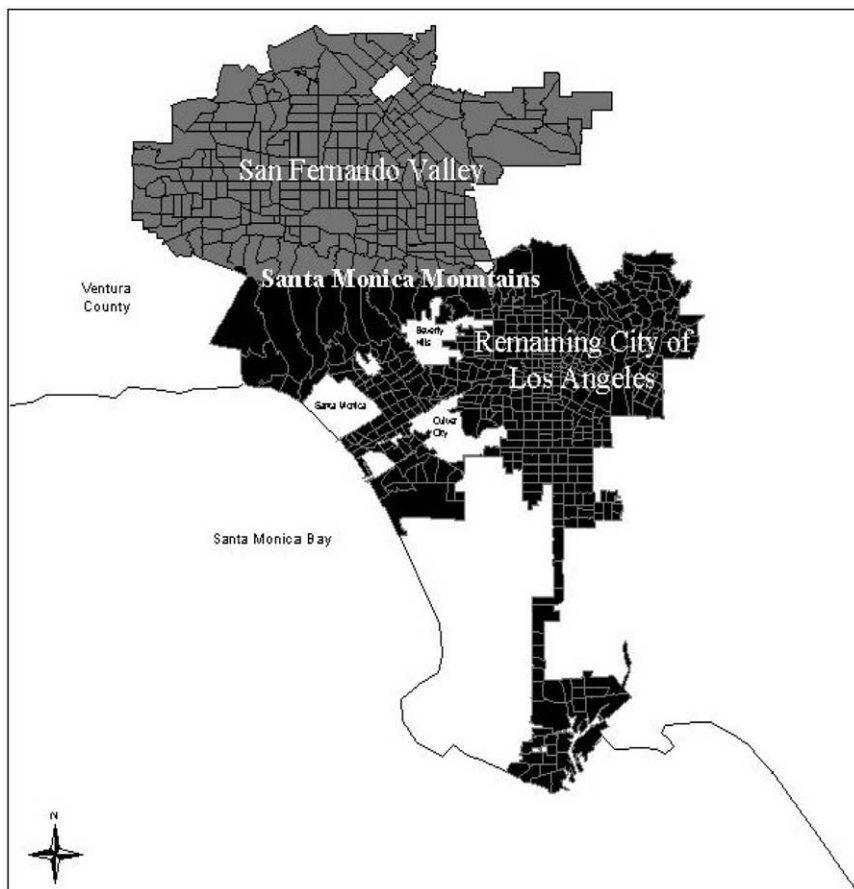 San Fernando Valley
Santa Monica Mountains
Ventura
County
Beverly
Hills
Remaining City of
Los Angeles
Santa Monica
Culver
City
Santa Monica Bay
N